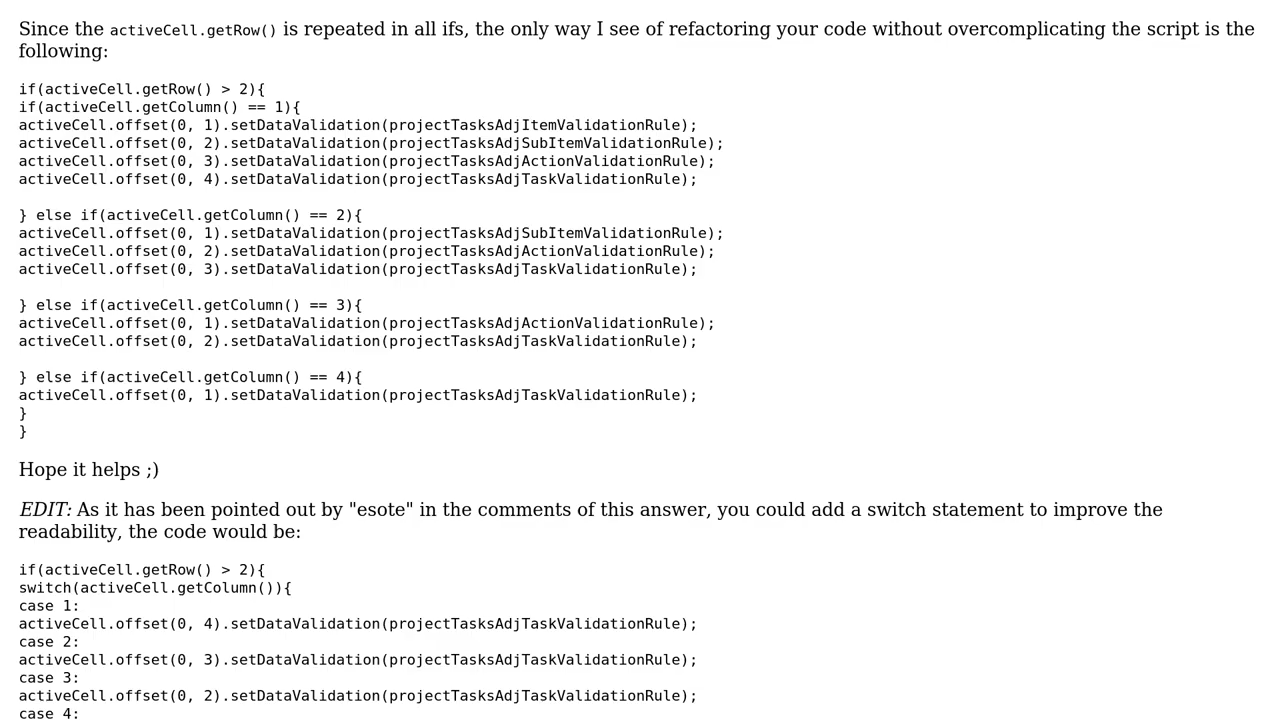 Since the activeCell.getRow() is repeated in all ifs, the only way I see of refactoring your code without overcomplicating the script is the
following:
if(activeCell.getRow() > 2){
if(activeCell.getColumn() == 1){
activeCell.offset(0, 1).setDataValidation(projectTasksAdjItemValidationRule);
activeCell.offset(0, 2).setDataValidation(projectTasksAdjSubItemValidationRule);
activeCell.offset(0, 3).setDataValidation(projectTasksAdjActionValidationRule);
activeCell.offset(0, 4).setDataValidation(projectTasksAdjTaskValidationRule);
} else if(activeCell.getColumn() == 2){
activeCell.offset(0, 1).setDataValidation(projectTasksAdjSubItemValidationRule);
activeCell.offset(0, 2).setDataValidation(projectTasksAdjActionValidationRule);
activeCell.offset(0, 3).setDataValidation(projectTasksAdjTaskValidationRule);
} else if(activeCell.getColumn() == 3){
activeCell.offset(0, 1).setDataValidation(projectTasksAdjActionValidationRule);
activeCell.offset(0, 2).setDataValidation(projectTasksAdjTaskValidationRule);
} else if(activeCell.getColumn() == 4){
activeCell.offset(0, 1).setDataValidation(projectTasksAdjTaskValidationRule);
}
}
Hope it helps ;)
EDIT: As it has been pointed out by "esote" in the comments of this answer, you could add a switch statement to improve the
readability, the code would be:
if(activeCell.getRow() > 2){
switch(activeCell.getColumn()){
case 1:
activeCell.offset(0, 4).setDataValidation(projectTasksAdjTaskValidationRule);
case 2:
activeCell.offset(0, 3).setDataValidation(projectTasksAdjTaskValidationRule);
case 3:
activeCell.offset(0, 2).setDataValidation(projectTasksAdjTaskValidationRule);
case 4: